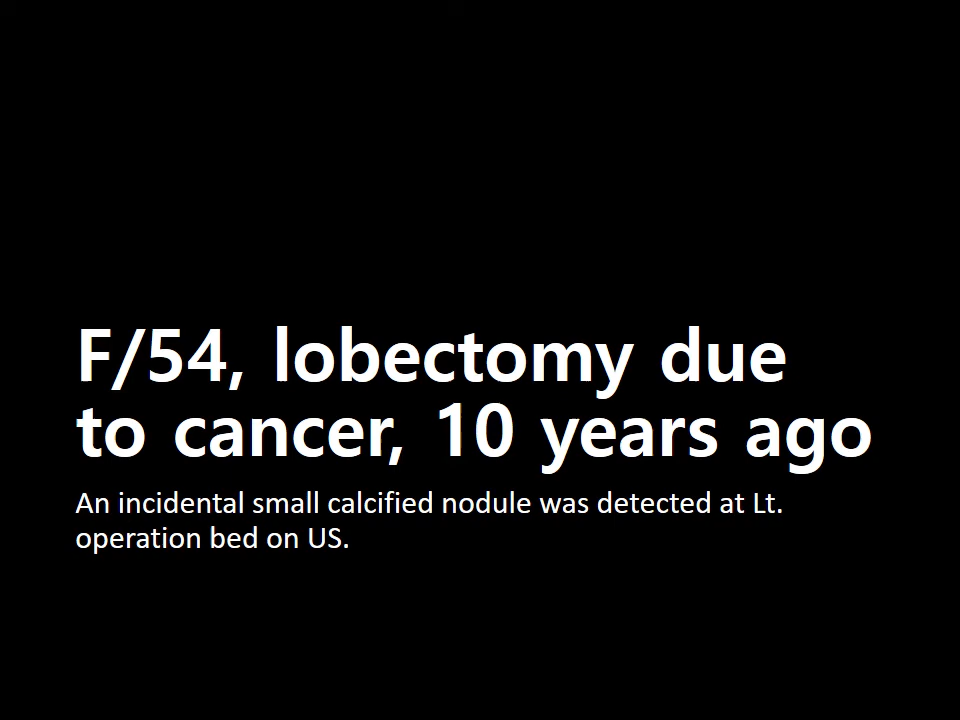 F/54, lobectomy due
to cancer, 10 years ago
An incidental small calcified nodule was detected at Lt.
operation bed on US.